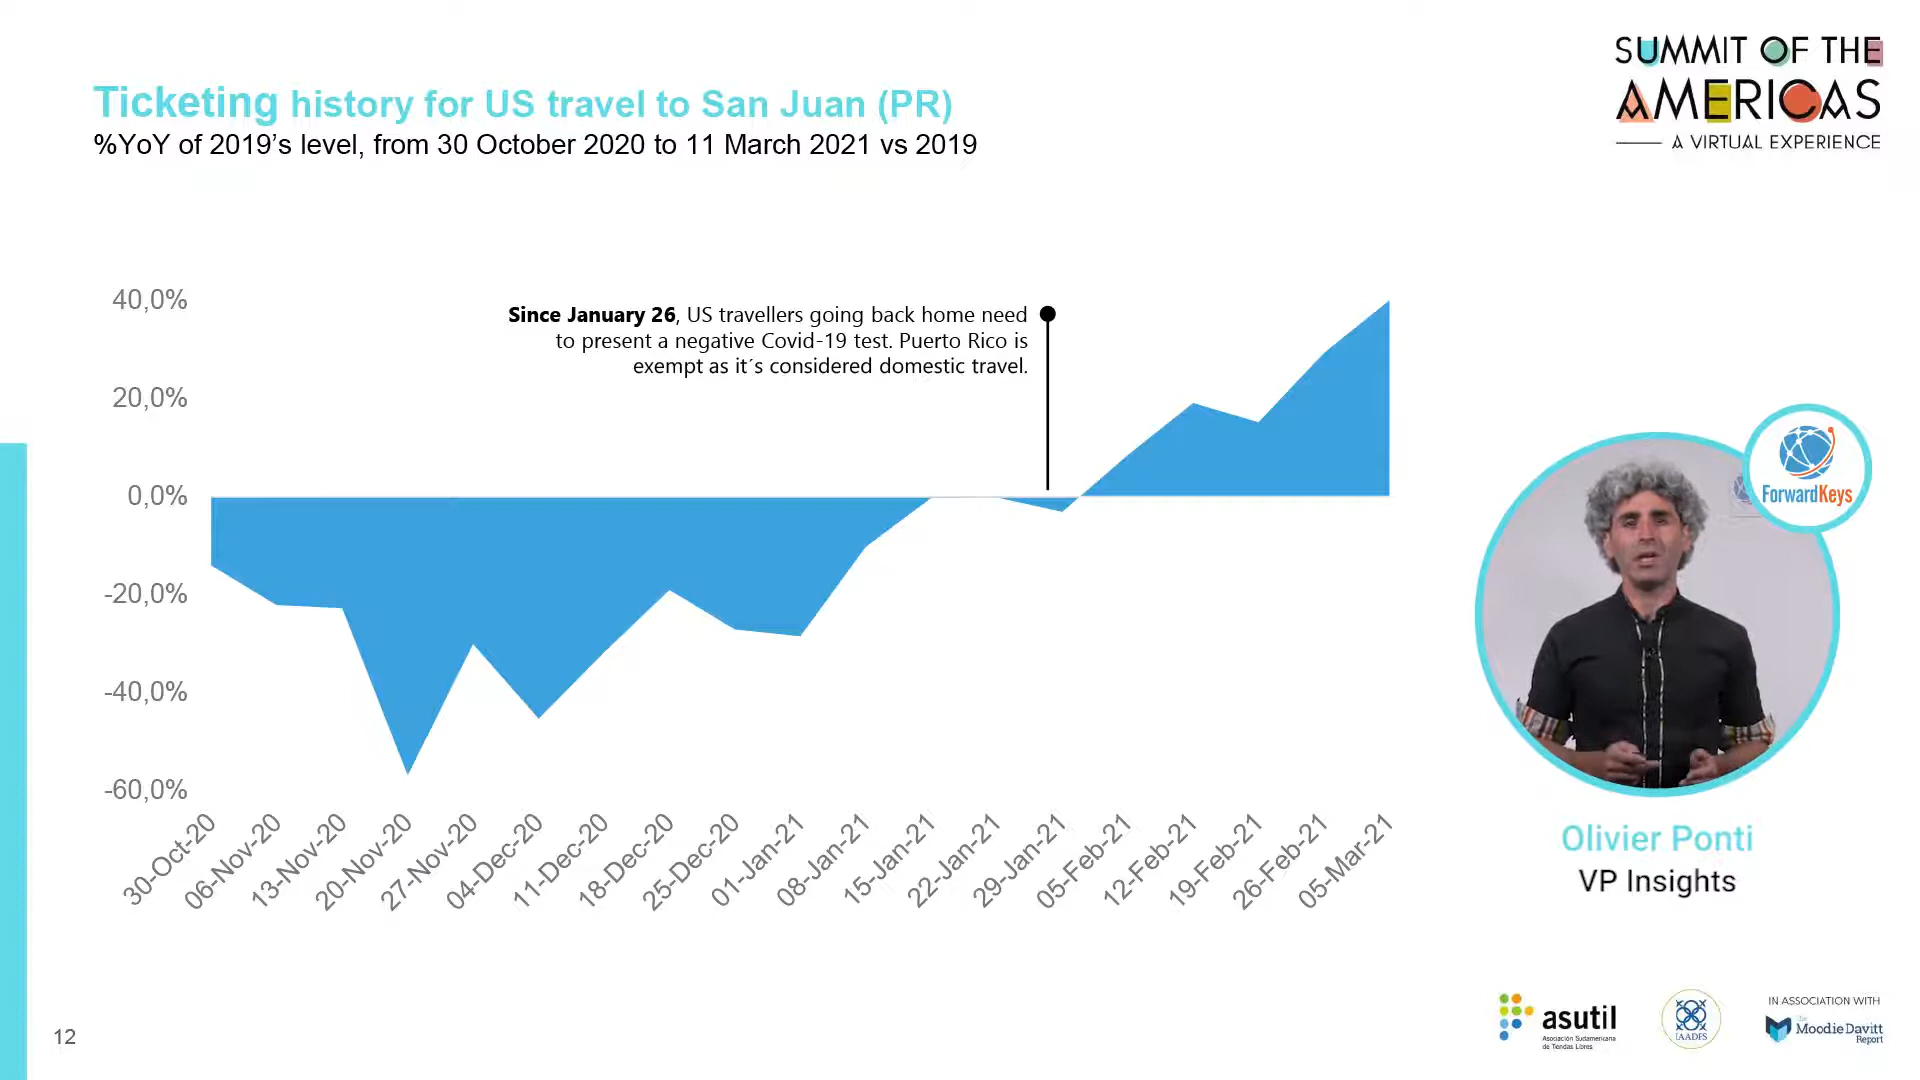 SUMMIT OF THE
AMERICAS
A VIRTUAL EXPERIENCE
Ticketing history for US travel to San Juan (PR)
%YoY of 2019’s level, from 30 October 2020 to 11 March 2021 vs 2019
40,0%
20,0%
0,0%
-20,0%
-40,0%
-60,0%
Since January 26, US travellers going back home need
to present a negative Covid-19 test. Puerto Rico is
exempt as it´s considered domestic travel.
30-Oct-20
06-Nov-20
13-Nov-20
20-Nov-20
27-Nov-20
04-Dec-20
11-Dec-20
18-Dec-20
25-Dec-20
01-Jan-21
08-Jan-21
15-Jan-21
22-Jan-21
29-Jan-21
05-Feb-21
12-Feb-21
19-Feb-21
26-Feb-21
05-Mar-21
ForwardKeys
Olivier Ponti
VP Insights
asutil
Asociación Sudamericana
de Tiendas Libres
IAADFS
IN ASSOCIATION WITH
The
Moodie Davitt
Report
12